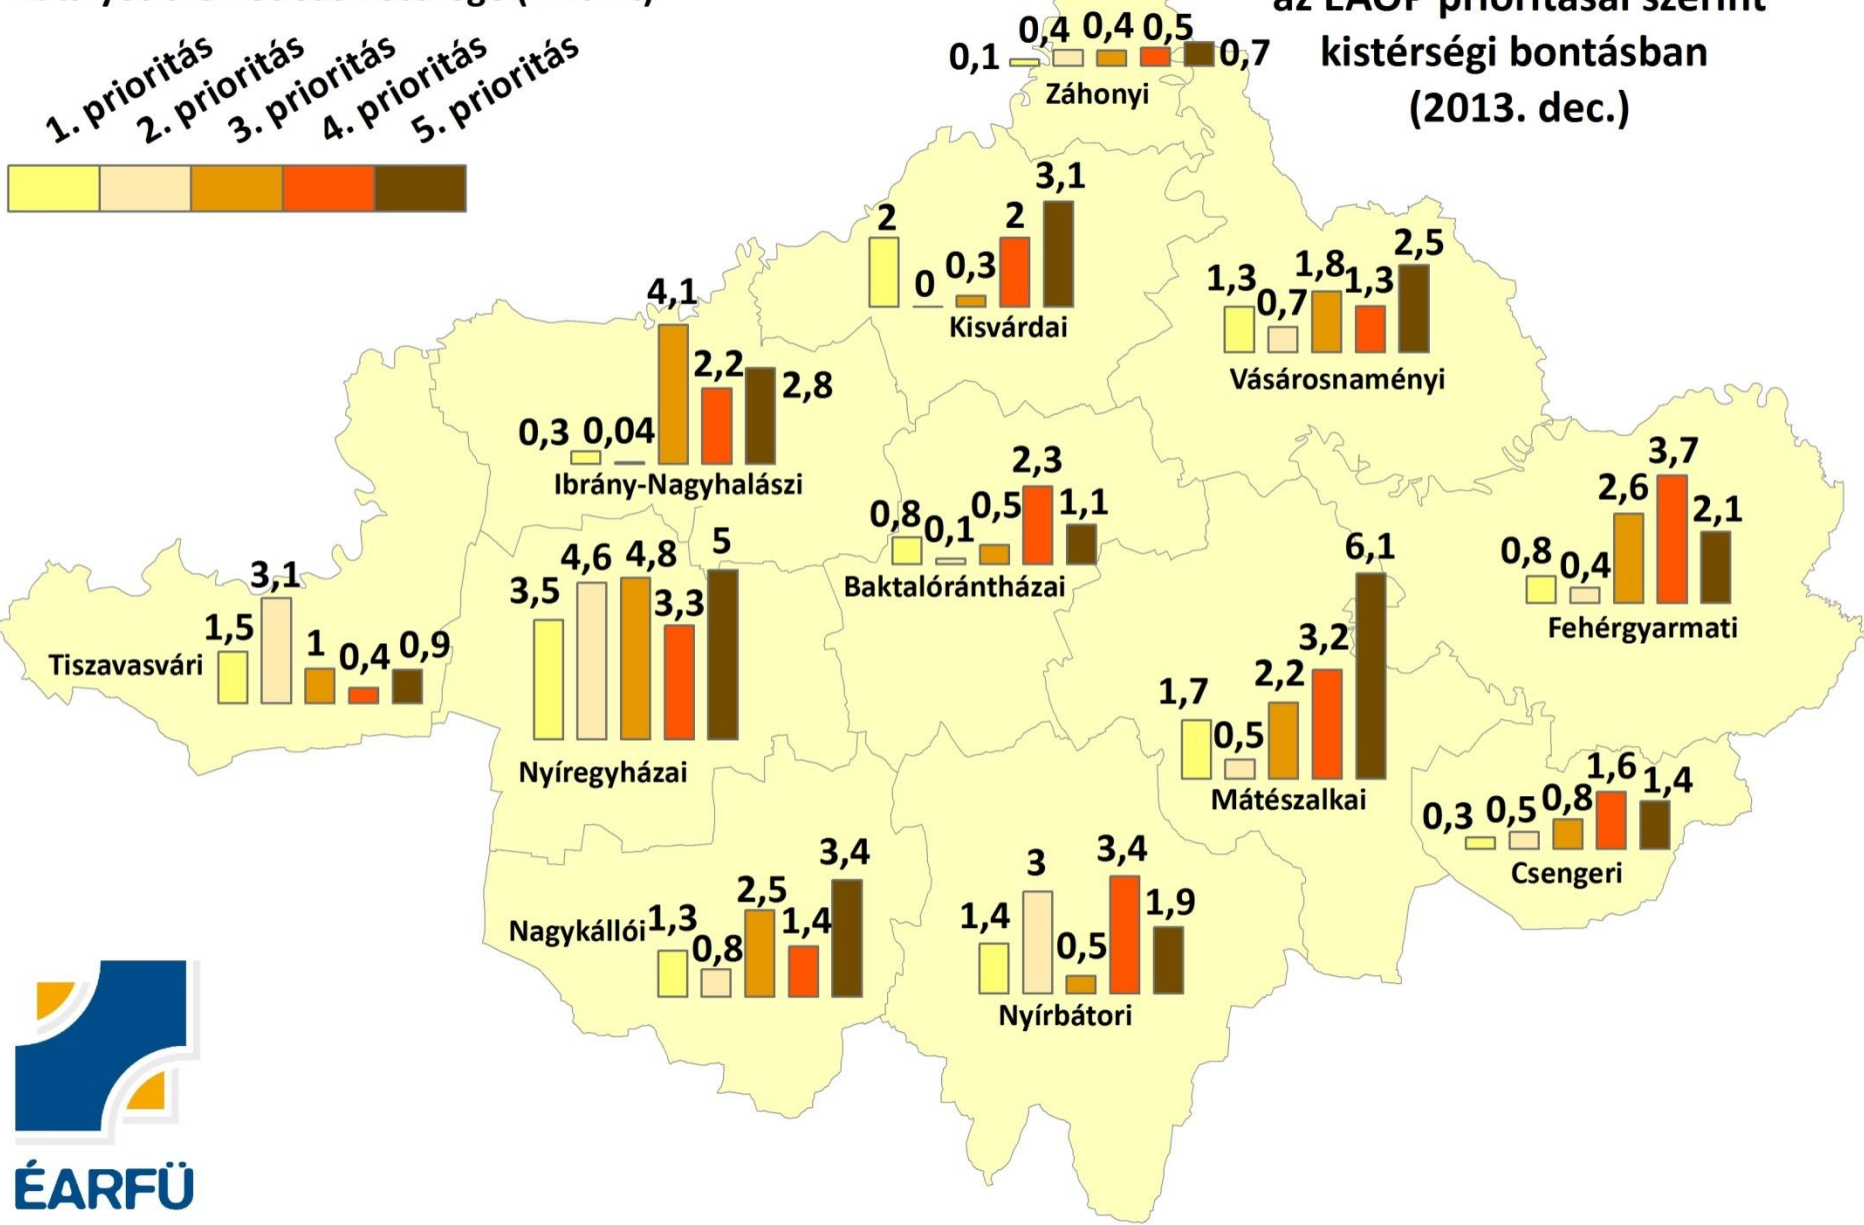 az ÉAOP prioritásai szerint
kistérségi bontásban
(2013. dec.)
1. prioritás
2. prioritás
3. prioritás
4. prioritás
5. prioritás
0,1 0,4 0,4 0,5 0,7
Záhonyi
2 0 0,3 2 3,1
Kisvárdai
1,3 0,7 1,8 1,3 2,5
Vásárosnaményi
0,3 0,04 4,1 2,2 2,8
Ibrány-Nagyhalászi
0,8 0,1 0,5 2,3 1,1
Baktalórántházai
0,8 0,4 2,6 3,7 2,1
Fehérgyarmati
1,5 3,1 1 0,4 0,9
Tiszavasvári
3,5 4,6 4,8 3,3 5
Nyíregyházai
1,7 0,5 2,2 3,2 6,1
Mátészalkai
0,3 0,5 0,8 1,6 1,4
Csengeri
1,3 0,8 2,5 1,4 3,4
Nagykállói
1,4 3 0,5 3,4 1,9
Nyírbátori
ÉARFÜ